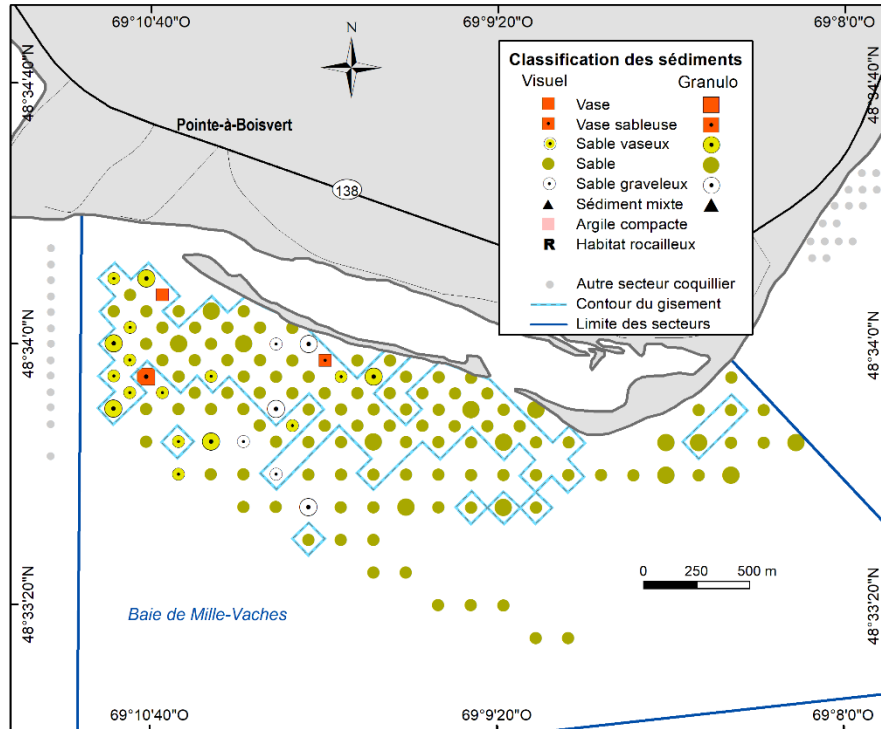 69°10'40"O
69°9'20"O
69°8'0"O
48°34'40"N
48°34'40"N
N
Pointe-à-Boisvert
138
Classification des sédiments
Visuel
Granulo
Vase
Vase sableuse
Sable vaseux
Sable
Sable graveleux
Sédiment mixte
Argile compacte
R Habitat rocailleux
Autre secteur coquillier
Contour du gisement
Limite des secteurs
48°34'0"N
48°34'0"N
0 250 500 m
48°33'20"N
48°33'20"N
Baie de Mille-Vaches
69°10'40"O
69°9'20"O
69°8'0"O